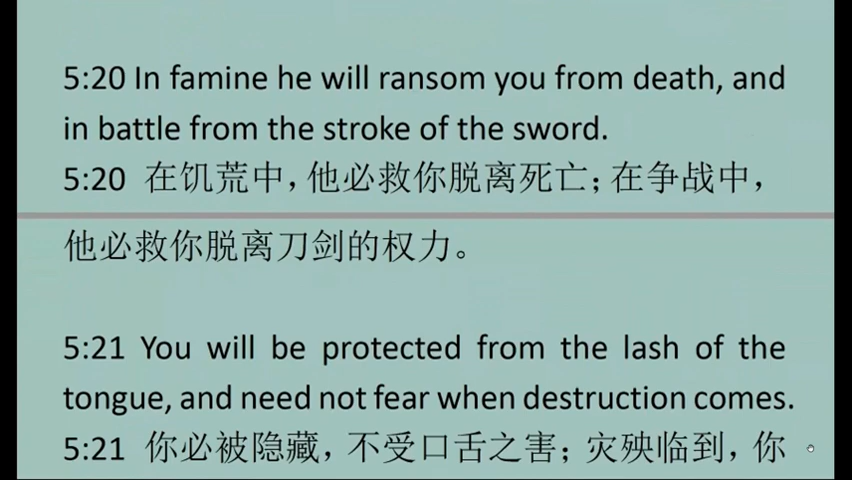 5:20 In famine he will ransom you from death, and
in battle from the stroke of the sword.
5:20 在饥荒中，他必救你脱离死亡；在争战中，
他必救你脱离刀剑的权力。
5:21 You will be protected from the lash of the
tongue, and need not fear when destruction comes.
5:21 你必被隐藏，不受口舌之害；灾殃临到，你